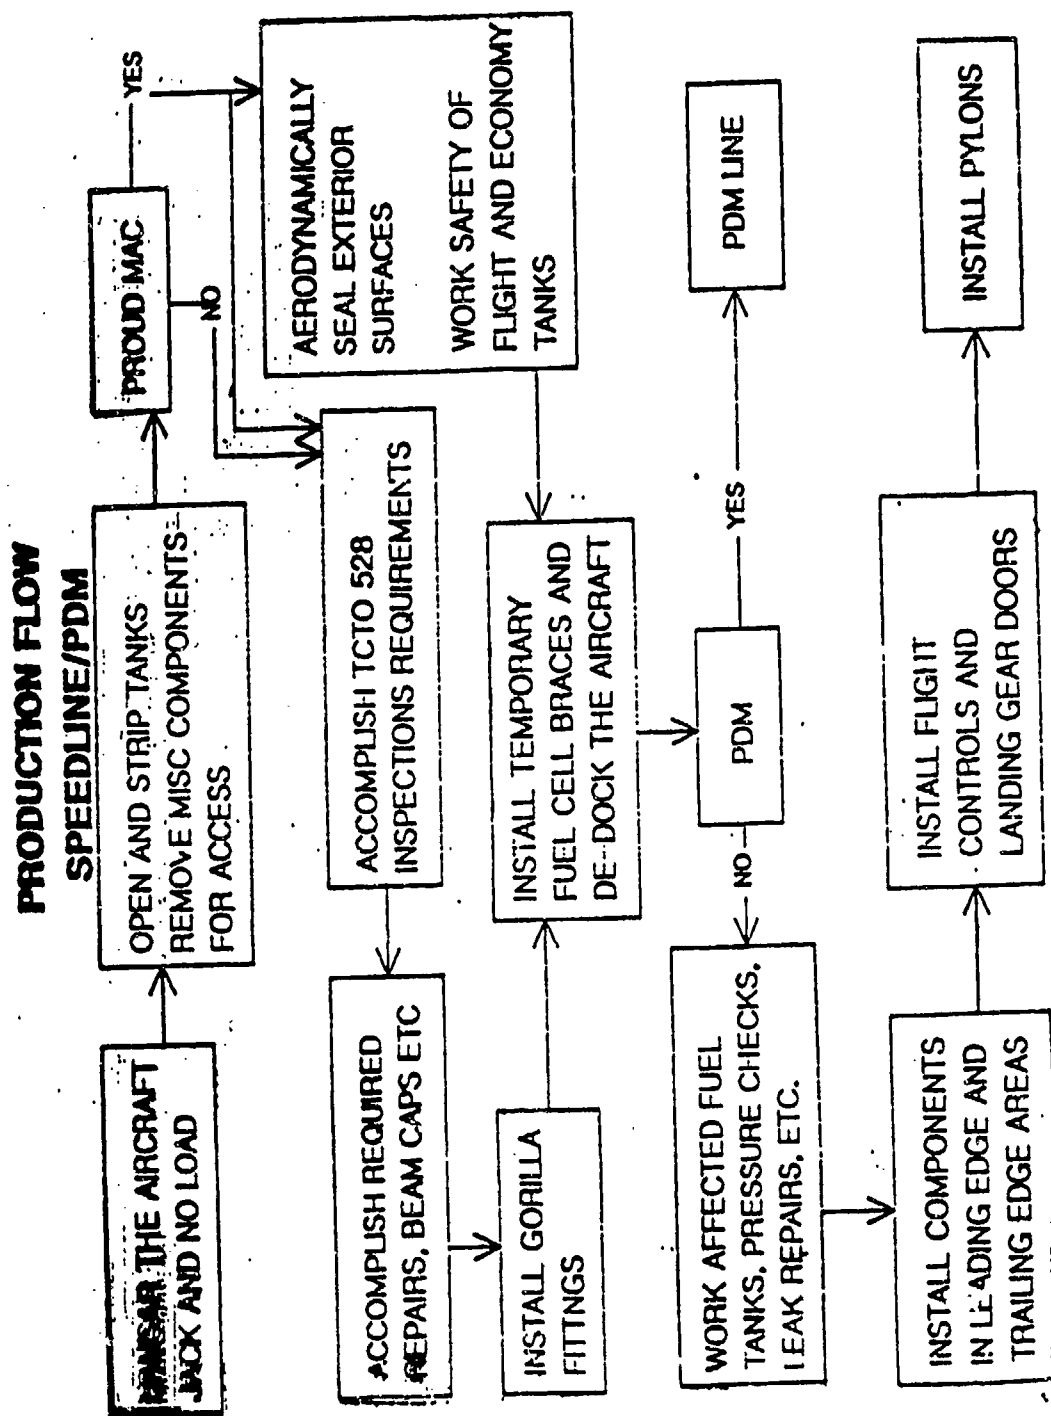 PRODUCTION FLOW
SPEEDLINE/PDM
THE AIRCRAFT
JACK AND NO LOAD
OPEN AND STRIP TANKS
REMOVE MISC COMPONENTS
FOR ACCESS
PROUD MAC
YES
NO
AERODYNAMICALLY
SEAL EXTERIOR
SURFACES
WORK SAFETY OF
FLIGHT AND ECONOMY
TANKS
ACCOMPLISH TCTO 528
INSPECTIONS REQUIREMENTS
ACCOMPLISH REQUIRED
REPAIRS, BEAM CAPS ETC
INSTALL GORILLA
FITTNGS
INSTALL TEMPORARY
FUEL CELL BRACES AND
DE-DOCK THE AIRCRAFT
PDM
YES
PDM LINE
NO
WORK AFFECTED FUEL
TANKS, PRESSURE CHECKS,
LEAK REPAIRS, ETC.
INSTALL COMPONENTS
IN LEADING EDGE AND
TRAILING EDGE AREAS
INSTALL FLIGHT
CONTROLS AND
LANDING GEAR DOORS
INSTALL PYLONS